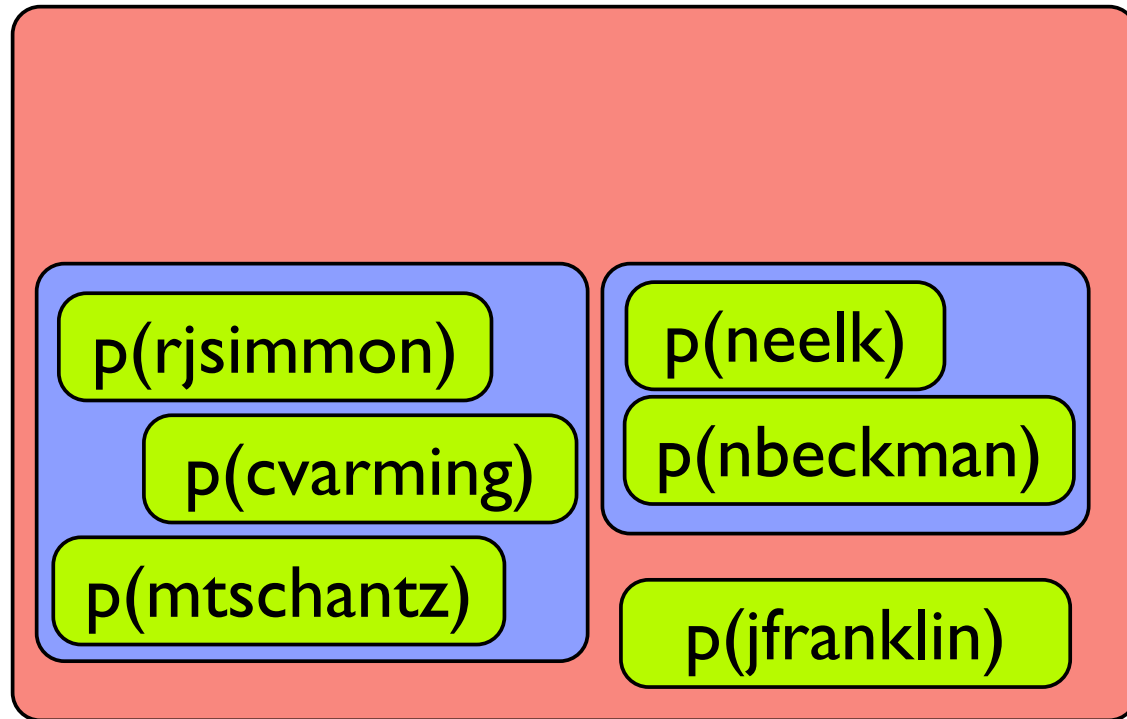 p(rjsimmon)
p(cvarming)
p(mtschantz)
p(neelk)
p(nbeckman)
p(jfranklin)